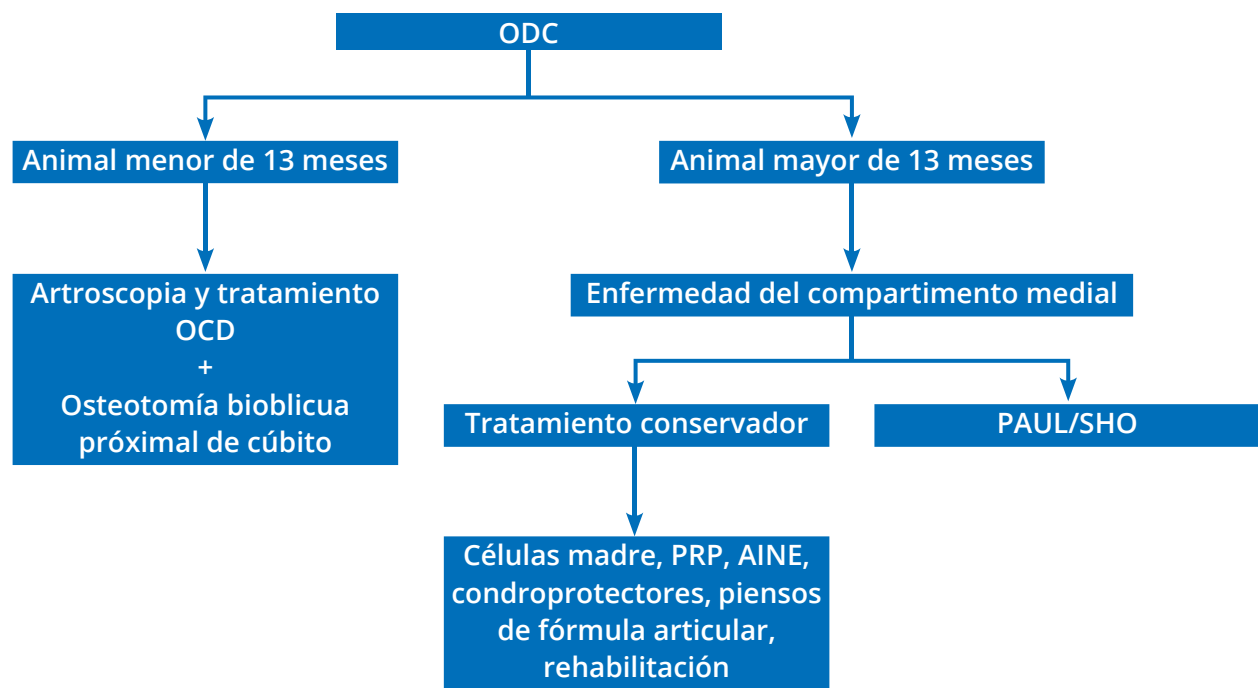 ODC
Animal menor de 13 meses
Animal mayor de 13 meses
Artroscopia y tratamiento
OCD
+
Osteotomía bioblicua
próximal de cúbito
Enfermedad del compartimento medial
Tratamiento conservador
PAUL/SHO
Células madre, PRP, AINE,
condroprotectores, piensos
de fórmula articular,
rehabilitación